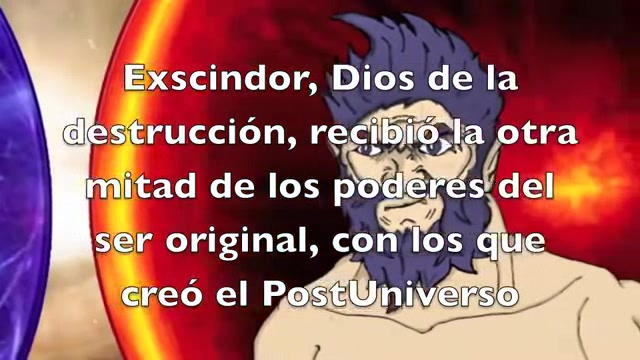 Exscindor, Dios de la
destrucción, recibió la otra
mitad de los poderes del
ser original, con los que
creó el PostUniverso